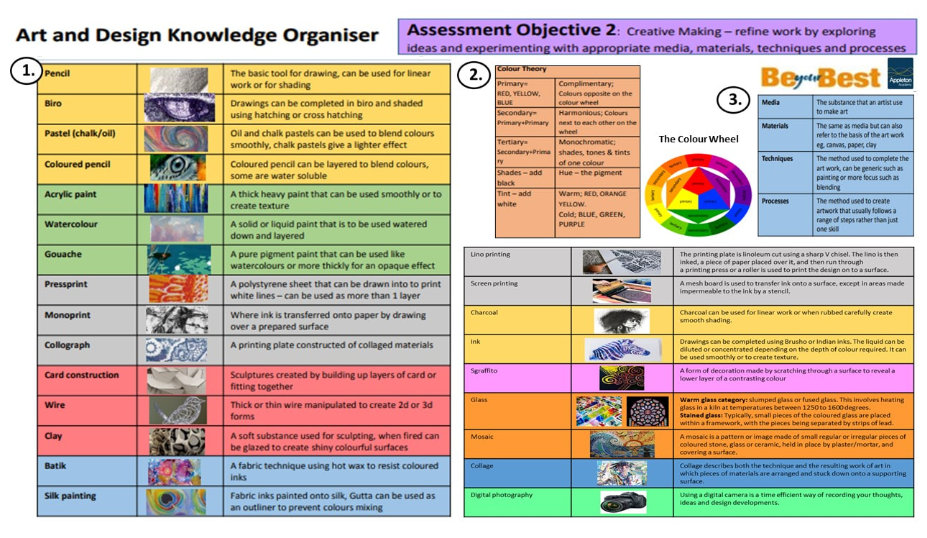 Art and Design Knowledge Organiser
Assessment Objective 2: Creative Making – refine work by exploring
ideas and experimenting with appropriate media, materials, techniques and processes
1.
Pencil
The basic tool for drawing, can be used for linear
work or for shading
Biro
Drawings can be completed in biro and shaded
using hatching or cross hatching
Pastel (chalk/oil)
Oil and chalk pastels can be used to blend colours
smoothly, chalk pastels give a lighter effect
Coloured pencil
Coloured pencil can be layered to blend colours,
some are water soluble
Acrylic paint
A thick heavy paint that can be used smoothly or to
create texture
Watercolour
A solid or liquid paint that is to be used watered
down and layered
Gouache
A pure pigment paint that can be used like
watercolours or more thickly for an opaque effect
Pressprint
A polystyrene sheet that can be drawn into to print
white lines – can be used as more than 1 layer
Monoprint
Where ink is transferred onto paper by drawing
over a prepared surface
Collograph
A printing plate constructed of collaged materials
Card construction
Sculptures created by building up layers of card or
fitting together
Wire
Thick or thin wire manipulated to create 2d or 3d
forms
Clay
A soft substance used for sculpting, when fired can
be glazed to create shiny colourful surfaces
Batik
A fabric technique using hot wax to resist coloured
inks
Silk painting
Fabric inks painted onto silk, Gutta can be used as
an outliner to prevent colours mixing
2.
Colour Theory
Primary=
RED, YELLOW,
BLUE
Complimentary;
Colours opposite on the
colour wheel
Secondary=
Primary+Primary
Harmonious; Colours
next to each other on the
wheel
Tertiary=
Secondary+Prima
ry
Monochromatic;
shades, tones & tints
of one colour
Shades – add
black
Hue – the pigment
Tint – add
white
Warm; RED, ORANGE
YELLOW.
Cold; BLUE, GREEN,
PURPLE
The Colour Wheel
Be your Best
Appleton
3.
Media
The substance that an artist use
to make art
Materials
The same as media but can also
refer to the basis of the art work
eg, canvas, paper, clay
Techniques
The method used to complete the
art work, can be generic such as
painting or more focus such as
blending
Processes
The method used to create
artwork that usually follows a
range of steps rather than just
one skill
Lino printing
The printing plate is linoleum cut using a sharp V chisel. The lino is then
inked, a piece of paper placed over it, and then run through
a printing press or a roller is used to print the design on to a surface.
Screen printing
A mesh board is used to transfer ink onto a surface, except in areas made
impermeable to the ink by a stencil.
Charcoal
Charcoal can be used for linear work or when rubbed carefully create
smooth shading.
Ink
Drawings can be completed using Brusho or Indian inks. The liquid can be
diluted or concentrated depending on the depth of colour required. It can
be used smoothly or to create texture.
Sgraffito
A form of decoration made by scratching through a surface to reveal a
lower layer of a contrasting colour
Glass
Warm glass category: slumped glass or fused glass. This involves heating
glass in a kiln at temperatures between 1250 to 1600degrees.
Stained glass: Typically, small pieces of the coloured glass are placed
within a framework, with the pieces being separated by strips of lead.
Mosaic
A mosaic is a pattern or image made of small regular or irregular pieces of
coloured stone, glass or ceramic, held in place by plaster/mortar, and
covering a surface.
Collage
Collage describes both the technique and the resulting work of art in
which pieces of materials are arranged and stuck down onto a supporting
surface.
Digital photography
Using a digital camera is a time efficient way of recording your thoughts,
ideas and design developments.